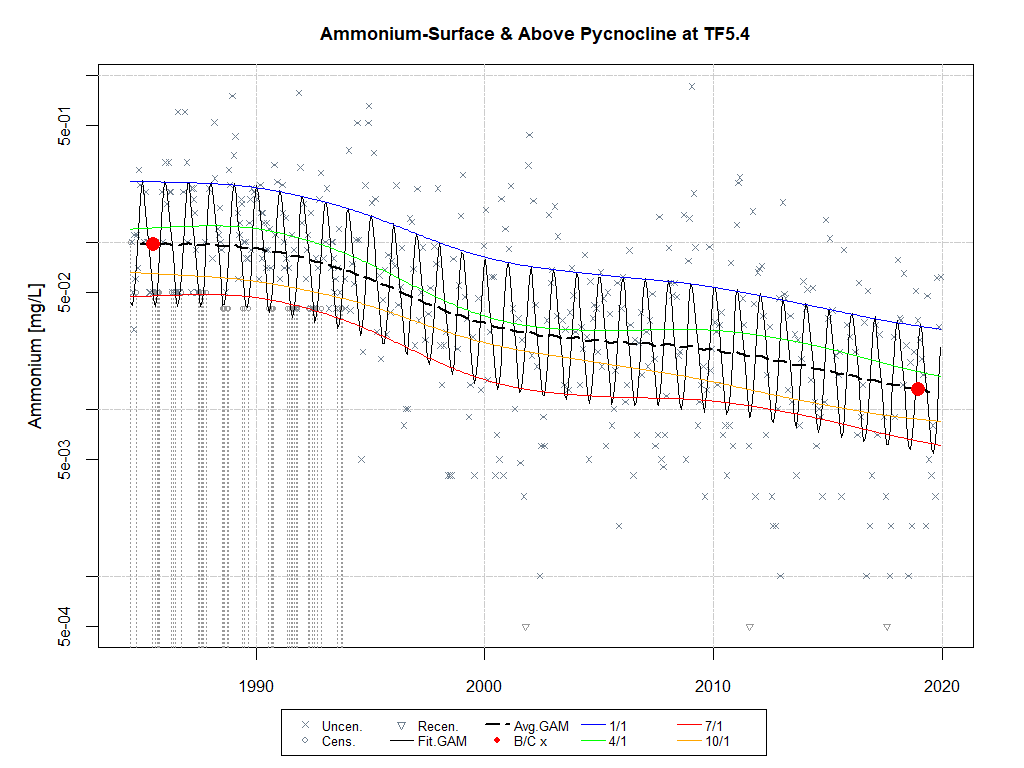 Ammonium-Surface & Above Pycnocline at TF5.4
Ammonium [mg/L]
5e-01
5e-02
5e-03
5e-04
1990 2000 2010 2020
Uncen. Recen. Avg.GAM 1/1 7/1
Cens. Fit.GAM B/C x 4/1 10/1